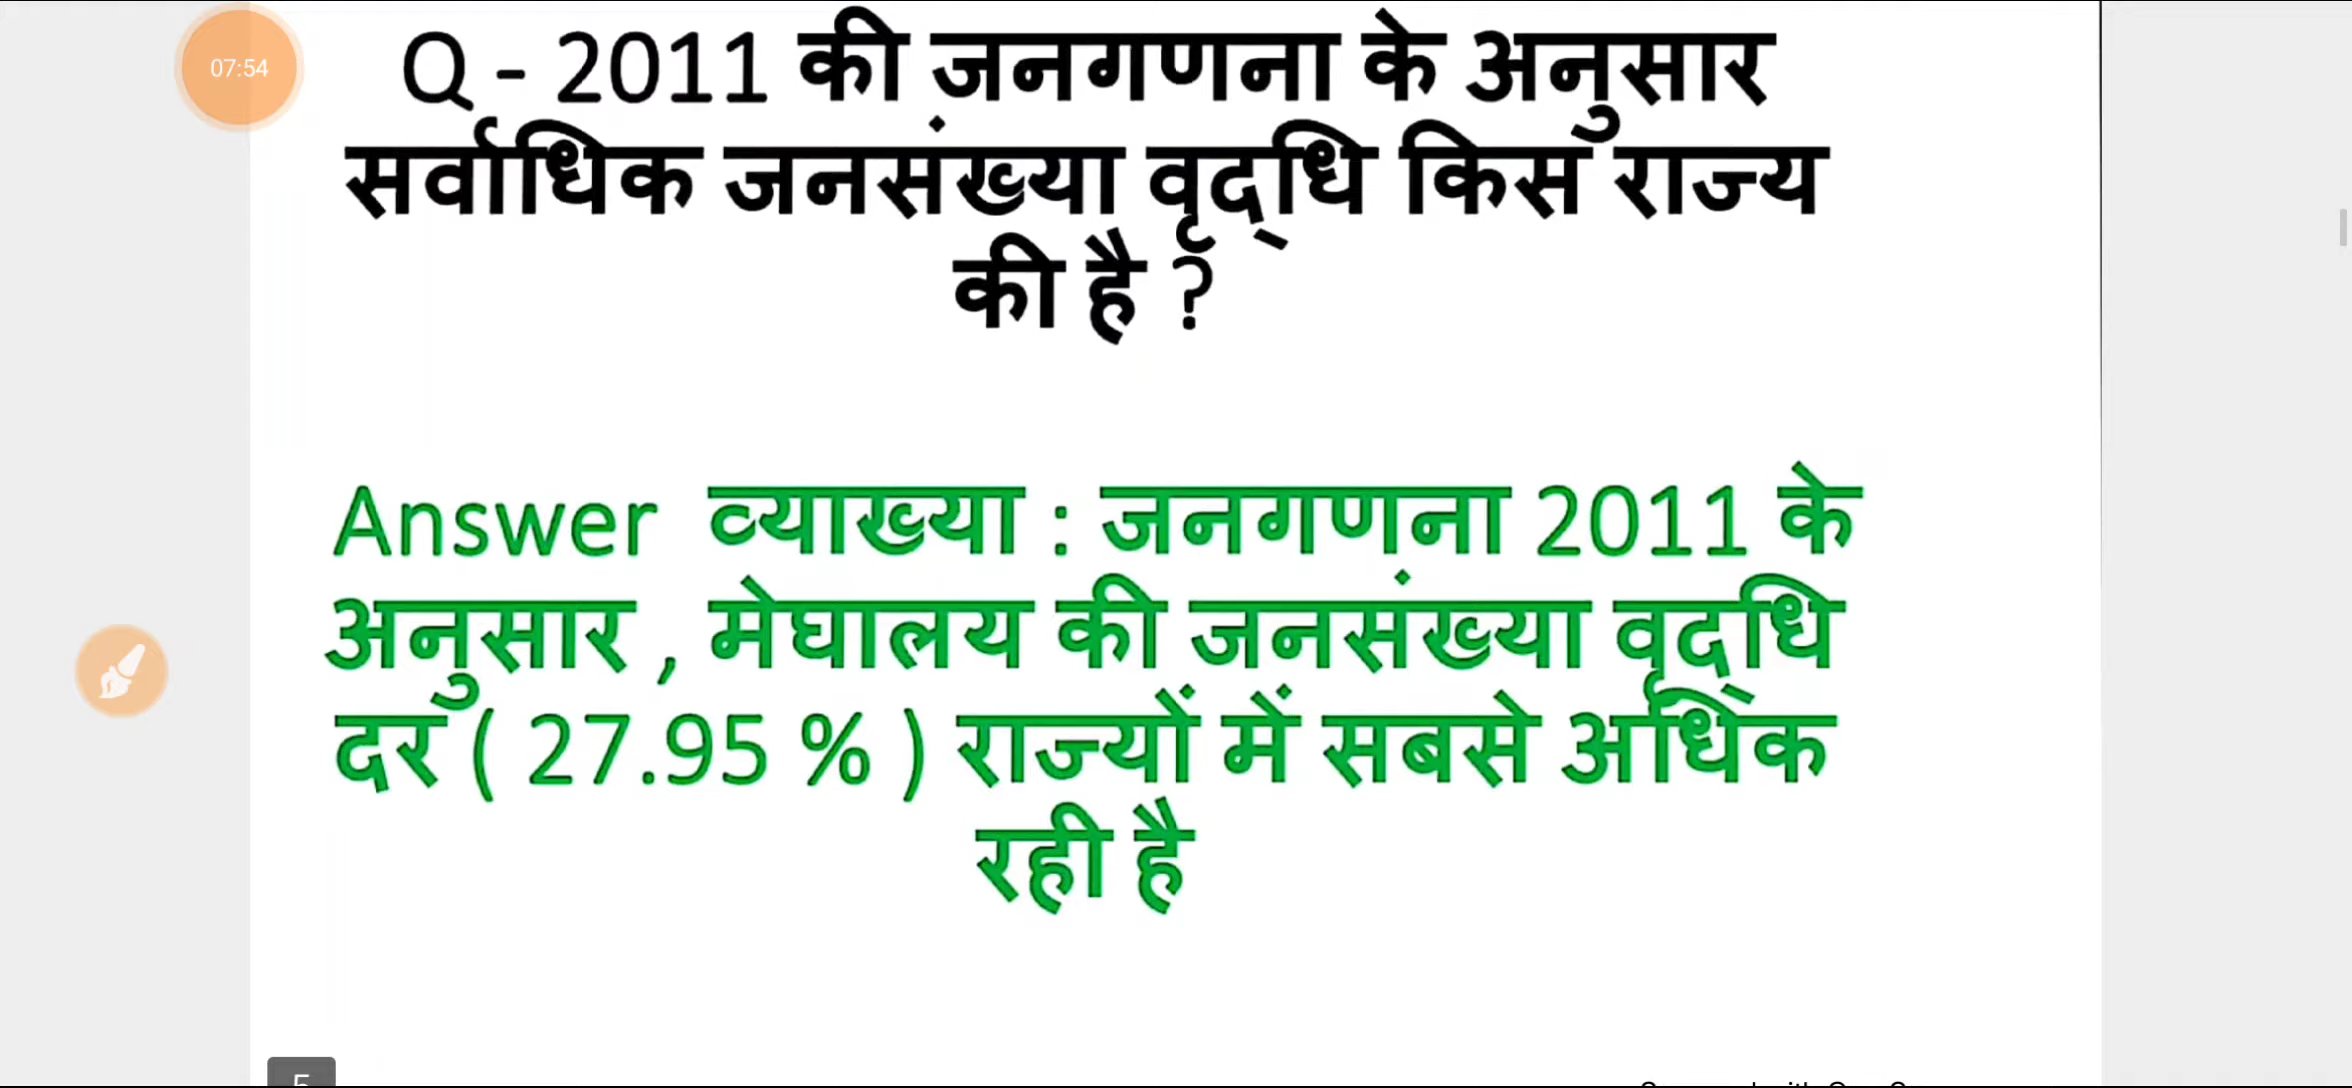 07:54
Q - 2011 की जनगणना के अनुसार
सर्वाधिक जनसंख्या वृद्धि किस राज्य
की है ?
Answer व्याख्या : जनगणना 2011 के
अनुसार , मेघालय की जनसंख्या वृद्धि
दर ( 27.95 % ) राज्यों में सबसे अधिक
रही है